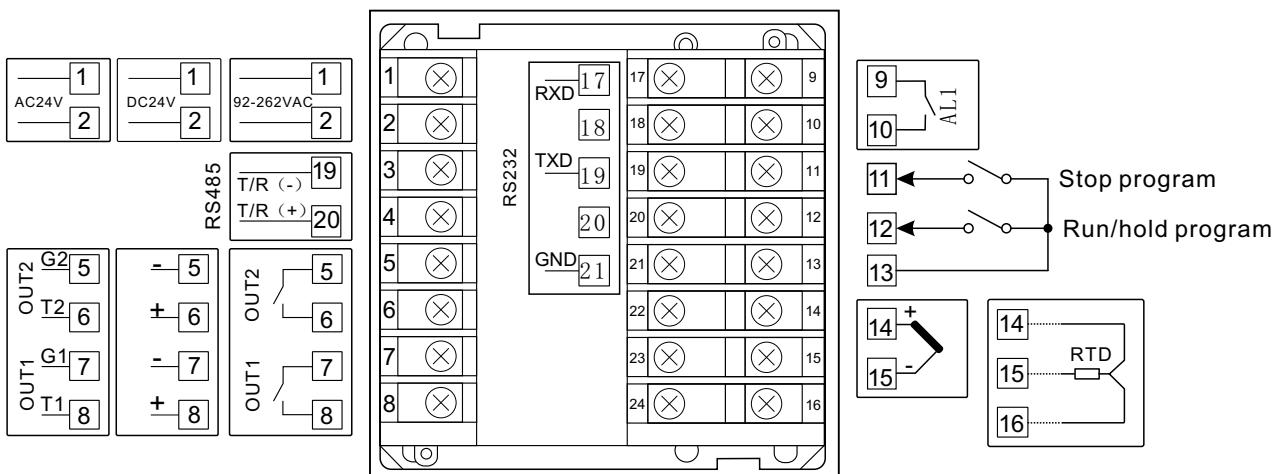 1
AC24V
2
1
DC24V
2
1
92-262VAC
2
RS485
T/R（-） 19
T/R（+） 20
OUT2
G2 5
T2 6
OUT1
G1 7
T1 8
- 5
+ 6
- 7
+ 8
OUT2
5
6
OUT1
7
8
1
2
3
4
5
6
7
8
RS232
RXD 17
18
TXD 19
20
GND 21
17 9
18 10
19 11
20 12
21 13
22 14
23 15
24 16
9
10
AL1
11 Stop program
12 Run/hold program
13
14 +
15 -
14
15 RTD
16